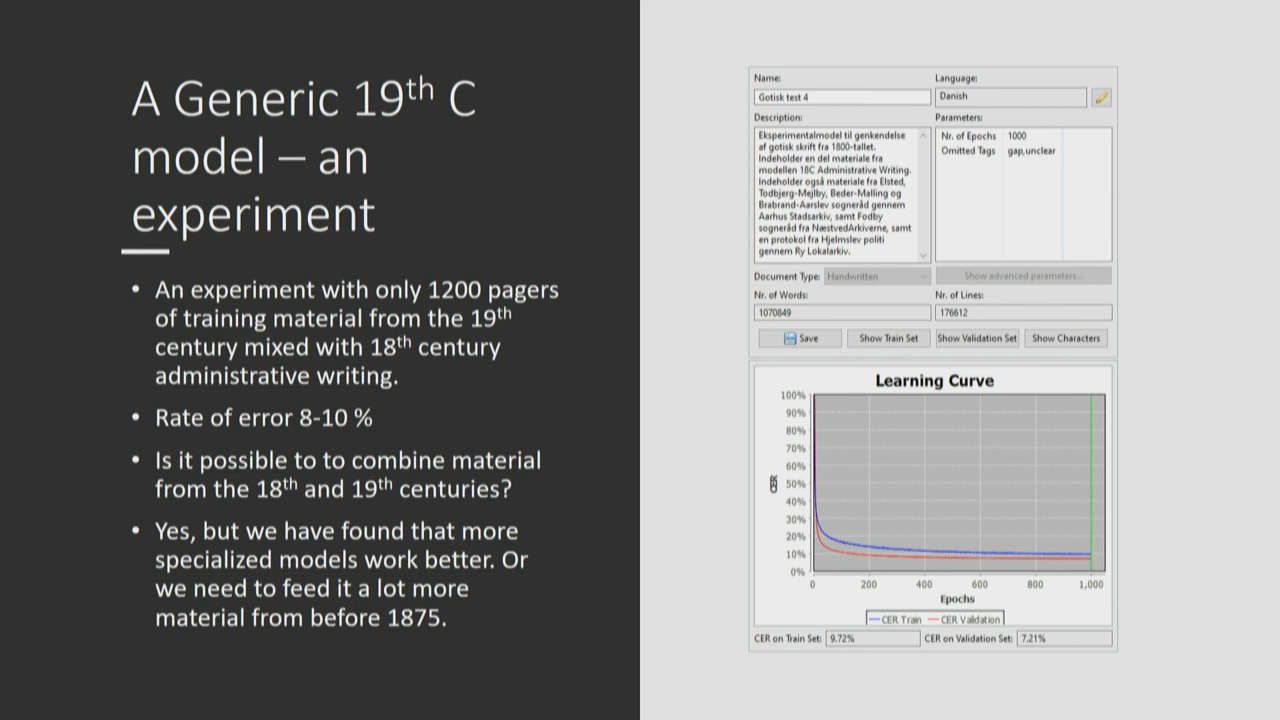 A Generic 19th C
model – an
experiment
• An experiment with only 1200 pagers
of training material from the 19th
century mixed with 18th century
administrative writing.
• Rate of error 8-10 %
• Is it possible to to combine material
from the 18th and 19th centuries?
• Yes, but we have found that more
specialized models work better. Or
we need to feed it a lot more
material from before 1875.
Name:
Gotisk test 4
Language:
Danish
Description:
Eksperimentalmodel til genkendelse
af gotisk skrift fra 1800-tallet.
Indeholder en del materiale fra
modellen 18C Administrative Writing.
Indeholder også materiale fra Elsted,
Todbjerg-Mejlby, Beder-Malling og
Brabrand-Aarslev sogneråd gennem
Aarhus Stadsarkiv, samt Fodby
sogneråd fra NæstvedArkiverne, samt
en protokol fra Hjelmslev politi
gennem Ry Lokalarkiv.
Parameters:
Nr. of Epochs 1000
Omitted Tags gap,unclear
Document Type: Handwritten
Show advanced parameters...
Nr. of Words:
1070849
Nr. of Lines:
176612
Save Show Train Set Show Validation Set Show Characters
Learning Curve
100%
90%
80%
70%
60%
50%
40%
30%
20%
10%
0%
CER
0 200 400 600 800 1,000
Epochs
CER Train CER Validation
CER on Train Set: 9.72% CER on Validation Set: 7.21%